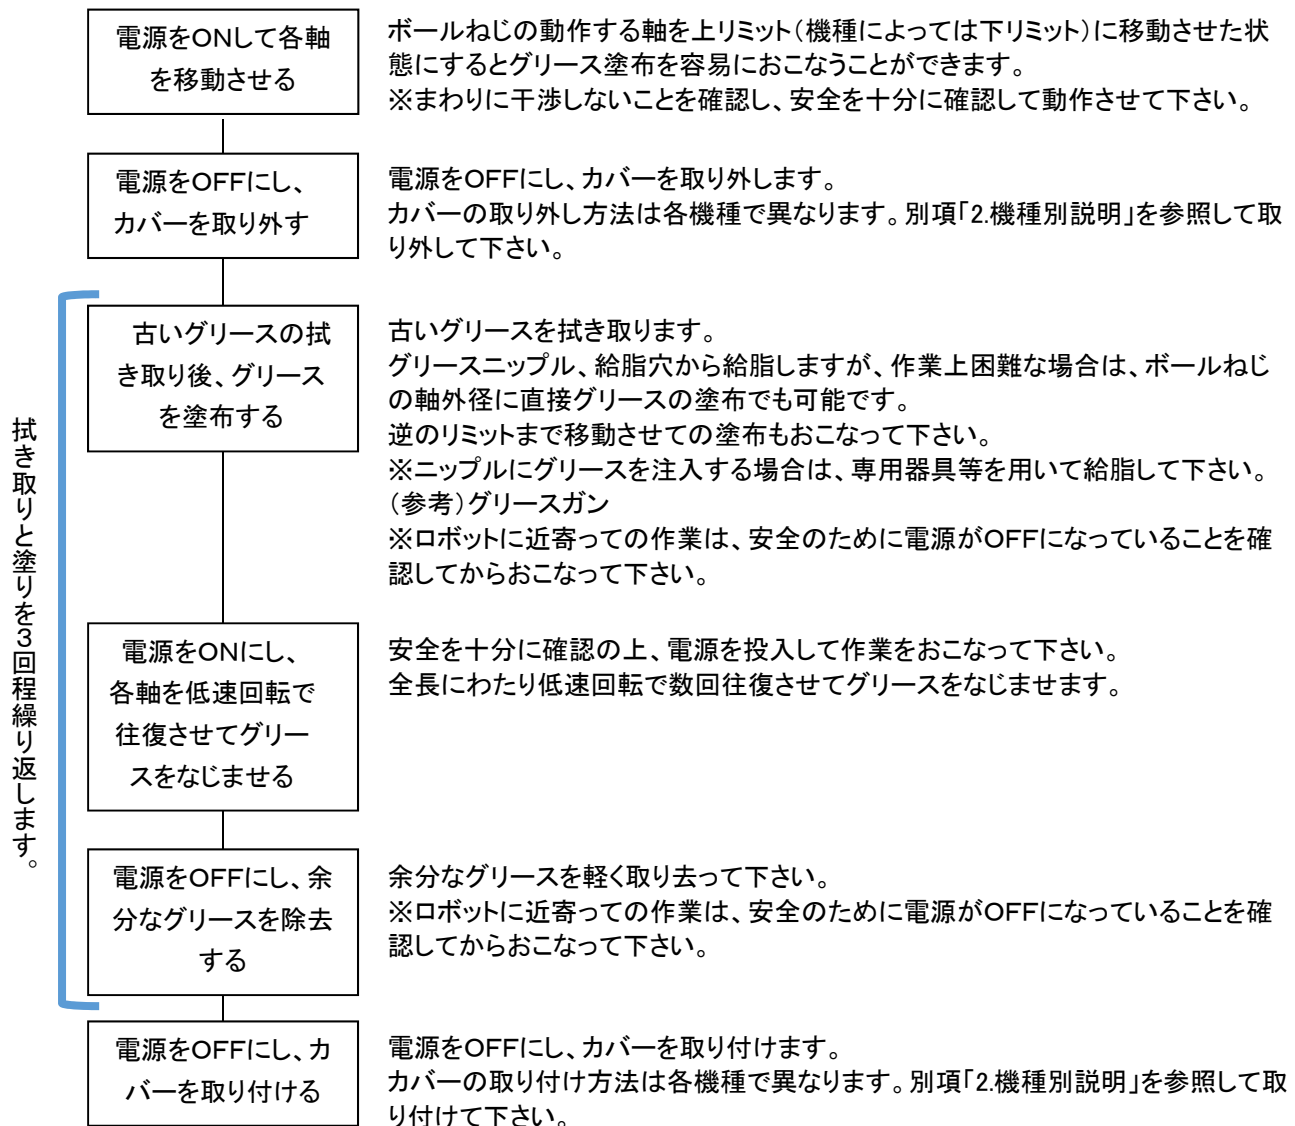 電源をONして各軸
を移動させる
ボールねじの動作する軸を上リミット(機種によっては下リミット)に移動させた状
態にするとグリース塗布を容易におこなうことができます。
※まわりに干渉しないことを確認し、安全を十分に確認して動作させて下さい。
電源をOFFにし、
カバーを取り外す
電源をOFFにし、カバーを取り外します。
カバーの取り外し方法は各機種で異なります。別項「2.機種別説明」を参照して取
り外して下さい。
拭き取りと塗りを3回程繰り返します。
古いグリースの拭
き取り後、グリース
を塗布する
古いグリースを拭き取ります。
グリースニップル、給脂穴から給脂しますが、作業上困難な場合は、ボールねじ
の軸外径に直接グリースの塗布でも可能です。
逆のリミットまで移動させての塗布もおこなって下さい。
※ニップルにグリースを注入する場合は、専用器具等を用いて給脂して下さい。
(参考)グリースガン
※ロボットに近寄っての作業は、安全のために電源がOFFになっていることを確
認してからおこなって下さい。
電源をONにし、
各軸を低速回転で
往復させてグリー
スをなじませる
安全を十分に確認の上、電源を投入して作業をおこなって下さい。
全長にわたり低速回転で数回往復させてグリースをなじませます。
電源をOFFにし、余
分なグリースを除去
する
余分なグリースを軽く取り去って下さい。
※ロボットに近寄っての作業は、安全のために電源がOFFになっていることを確
認してからおこなって下さい。
電源をOFFにし、カ
バーを取り付ける
電源をOFFにし、カバーを取り付けます。
カバーの取り付け方法は各機種で異なります。別項「2.機種別説明」を参照して取
り付けて下さい。